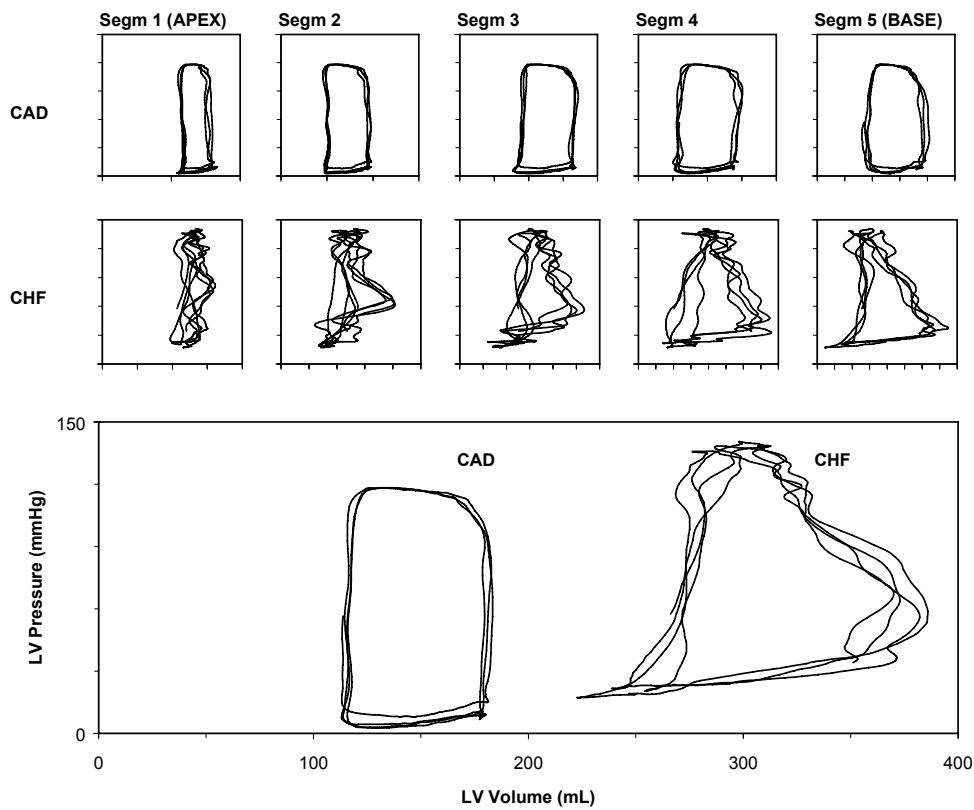 Segm 1 (APEX) Segm 2 Segm 3 Segm 4 Segm 5 (BASE)
CAD
CHF
150
CAD CHF
LV Pressure (mmHg)
0
0 100 200 300 400
LV Volume (mL)